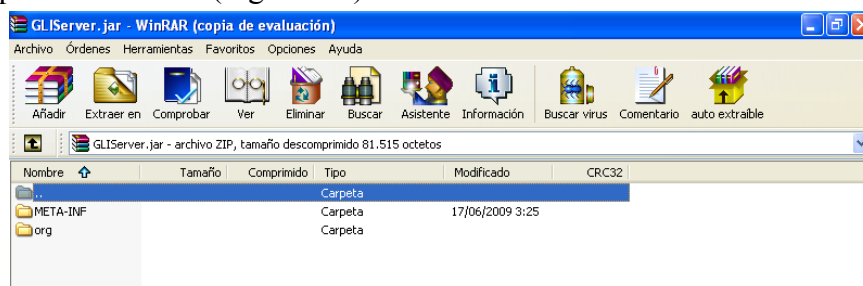 GLIServer.jar - WinRAR (copia de evaluación)
Archivo Órdenes Herramientas Favoritos Opciones Ayuda
Añadir Extraer en Comprobar Ver Eliminar Buscar Asistente Información Buscar virus Comentario auto extraíble
GLIServer.jar - archivo ZIP, tamaño descomprimido 81.515 octetos
Nombre Tamaño Comprimido Tipo Modificado CRC32
.. Carpeta
META-INF Carpeta 17/06/2009 3:25
org Carpeta